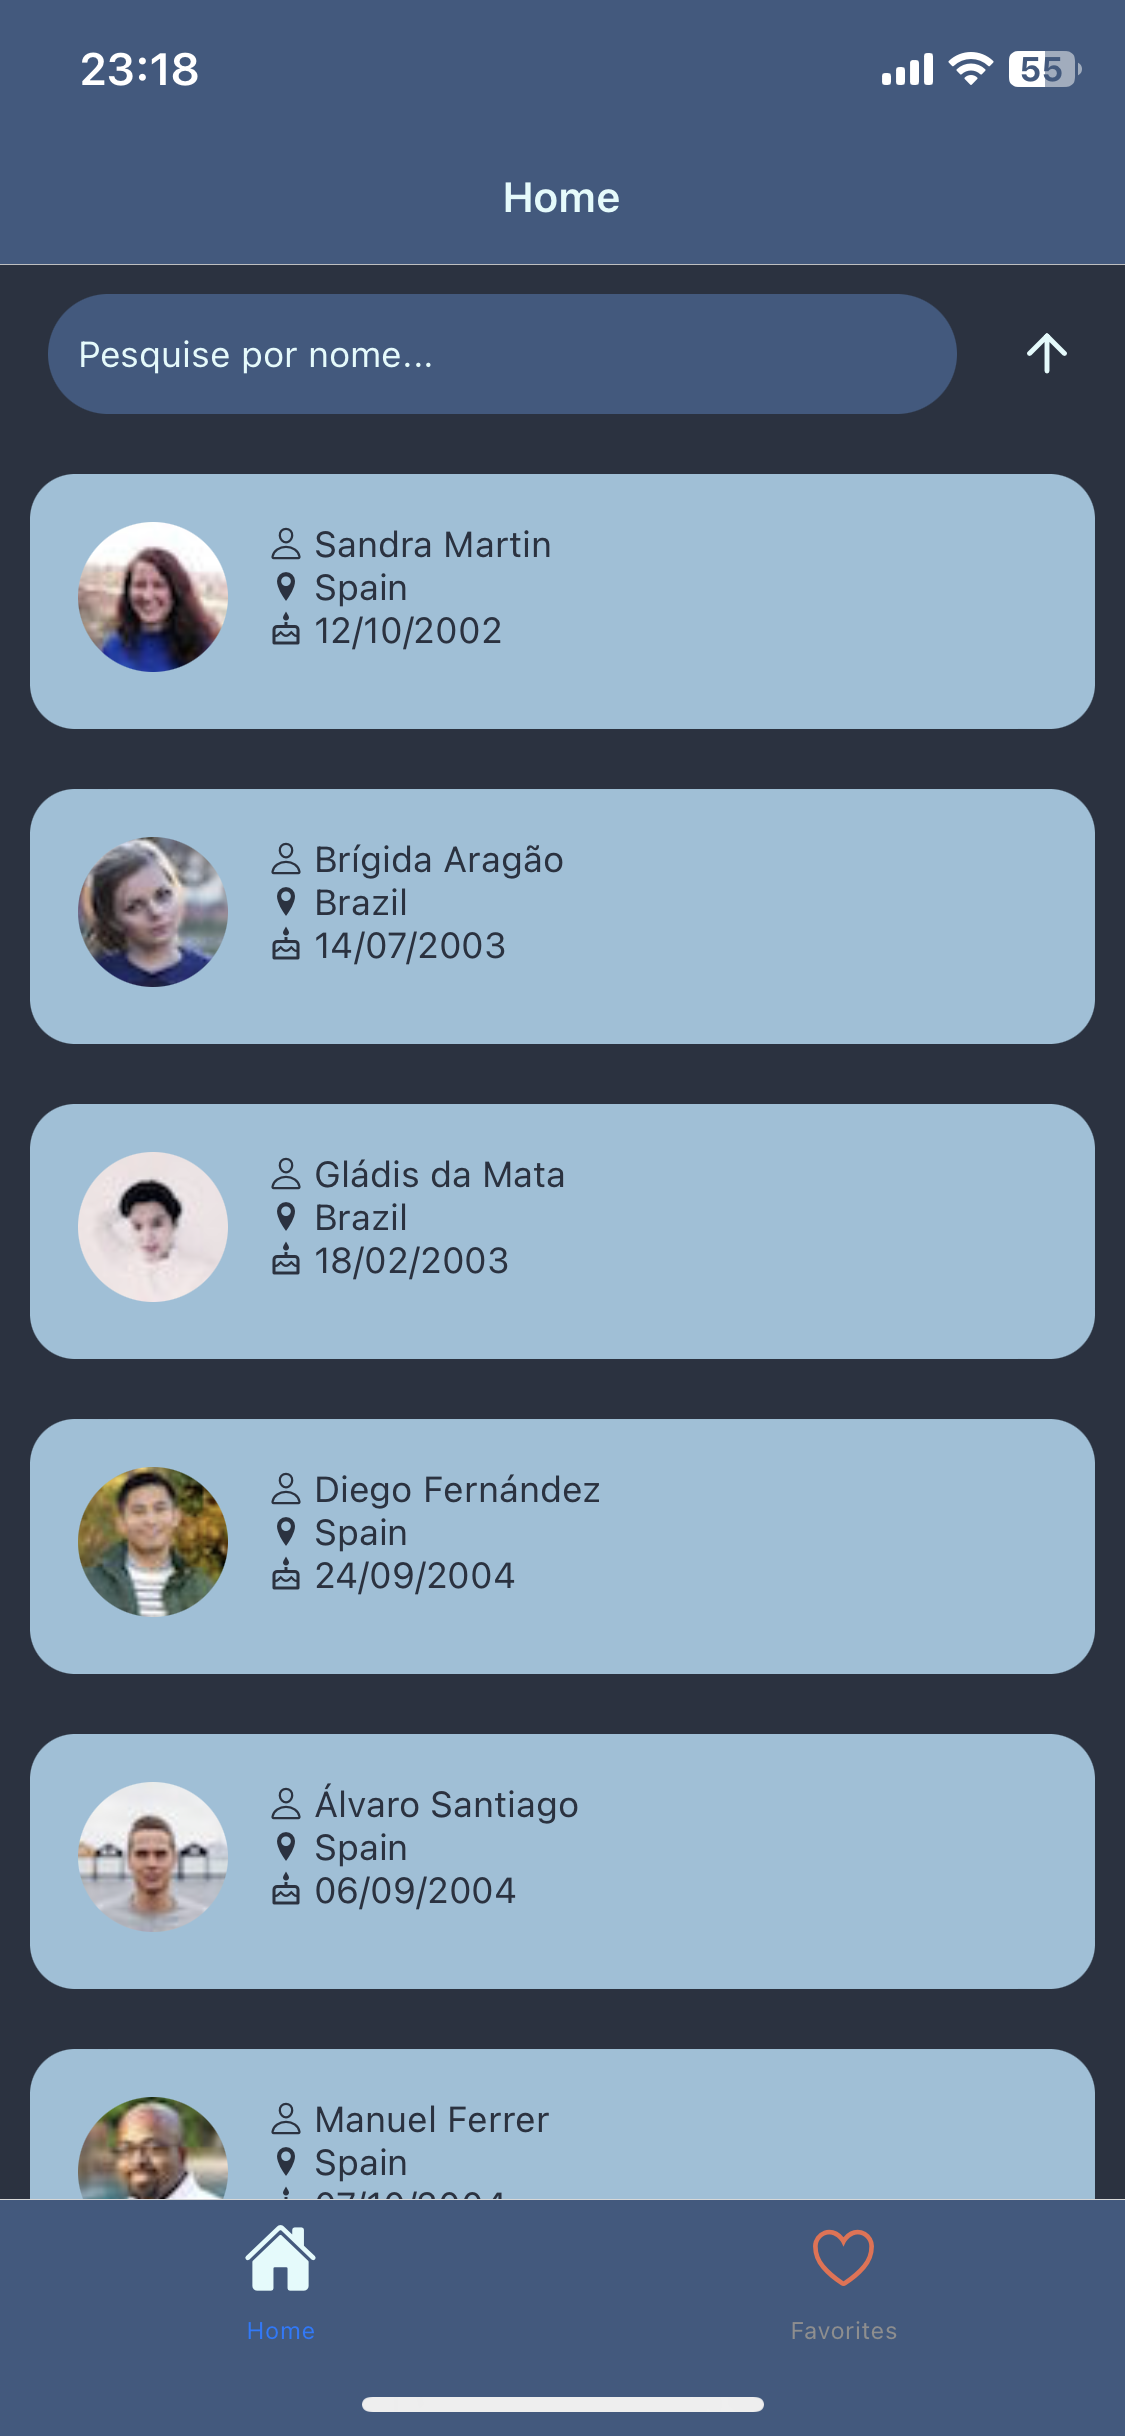 23:18
55
Home
Pesquise por nome...
Sandra Martin
Spain
12/10/2002
Brígida Aragão
Brazil
14/07/2003
Gládis da Mata
Brazil
18/02/2003
Diego Fernández
Spain
24/09/2004
Álvaro Santiago
Spain
06/09/2004
Manuel Ferrer
Spain
Home
Favorites